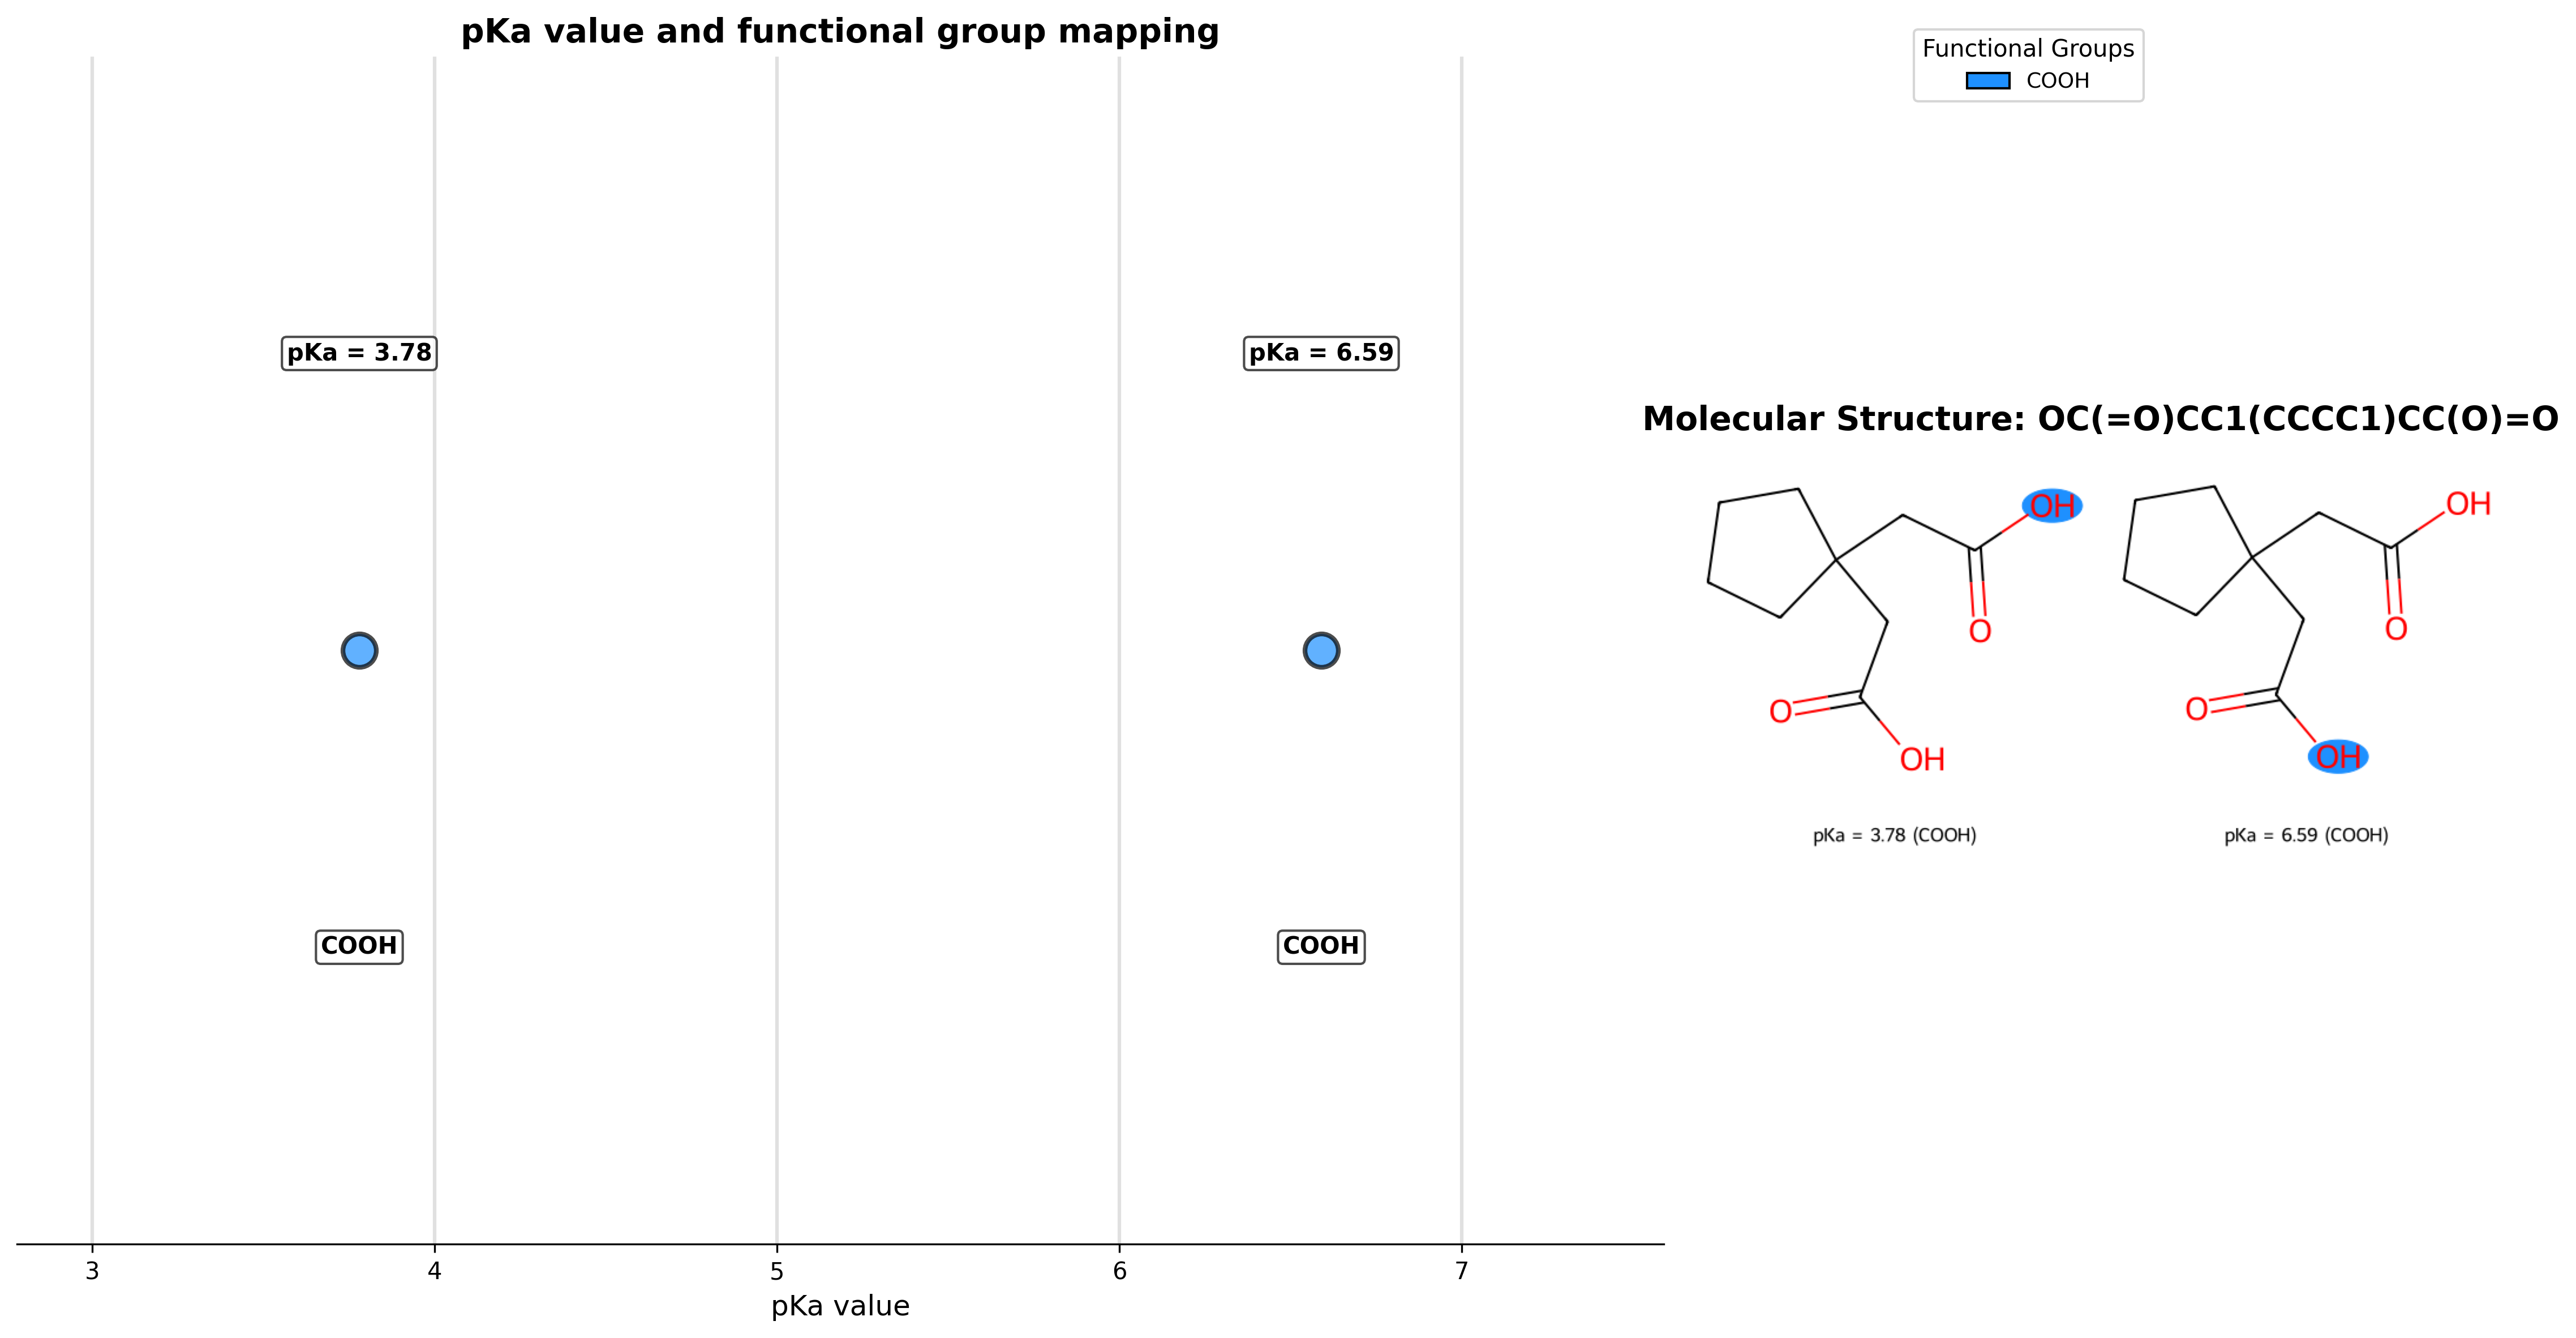 pKa value and functional group mapping
Functional Groups
COOH
pKa = 3.78
pKa = 6.59
COOH
COOH
3
4
5
6
7
pKa value
Molecular Structure: OC(=O)CC1(CCCC1)CC(O)=O
OH
O
O
OH
OH
O
O
OH
pKa = 3.78 (COOH)
pKa = 6.59 (COOH)